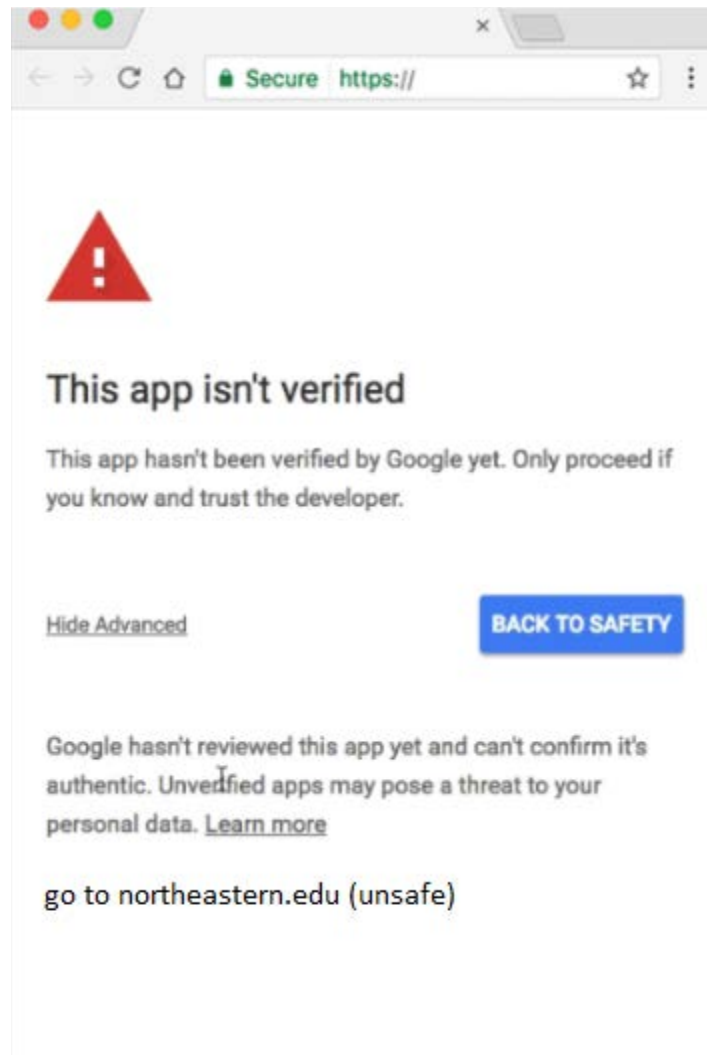 Secure https://
This app isn't verified
This app hasn't been verified by Google yet. Only proceed if
you know and trust the developer.
Hide Advanced
BACK TO SAFETY
Google hasn't reviewed this app yet and can't confirm it's
authentic. Unverified apps may pose a threat to your
personal data. Learn more
go to northeastern.edu (unsafe)